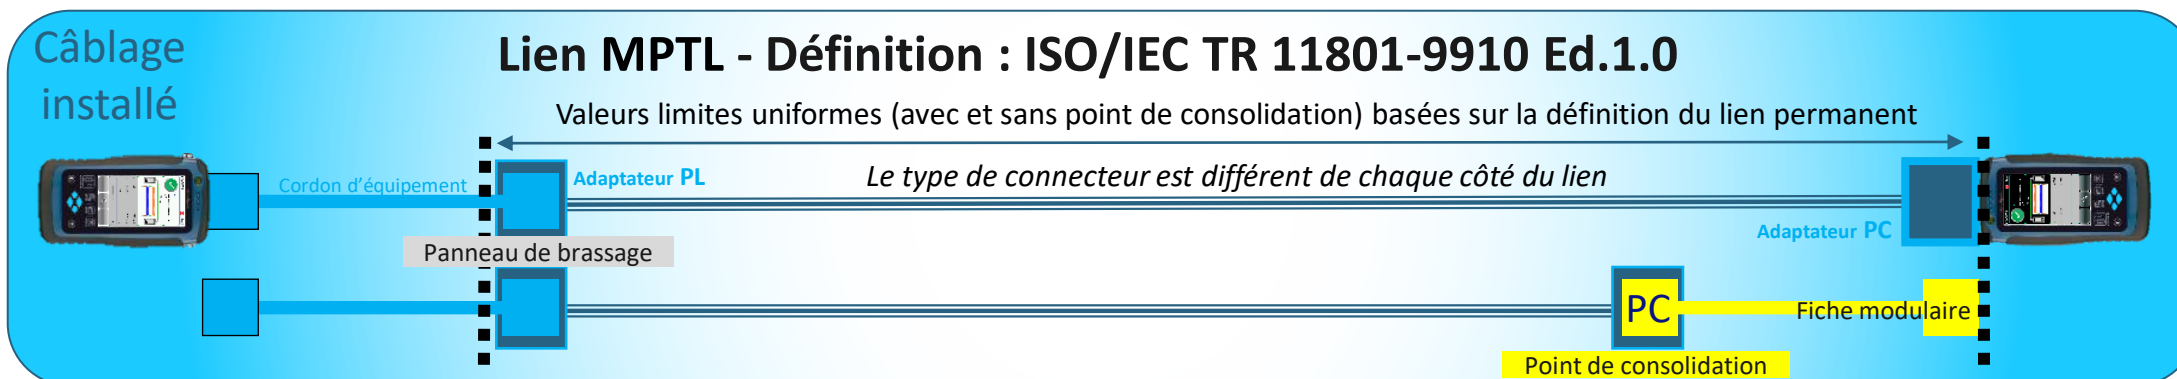 Câblage
installé
Lien MPTL - Définition : ISO/IEC TR 11801-9910 Ed.1.0
Valeurs limites uniformes (avec et sans point de consolidation) basées sur la définition du lien permanent
Cordon d'équipement
Adaptateur PL
Le type de connecteur est différent de chaque côté du lien
Adaptateur PC
Panneau de brassage
PC
Fiche modulaire
Point de consolidation